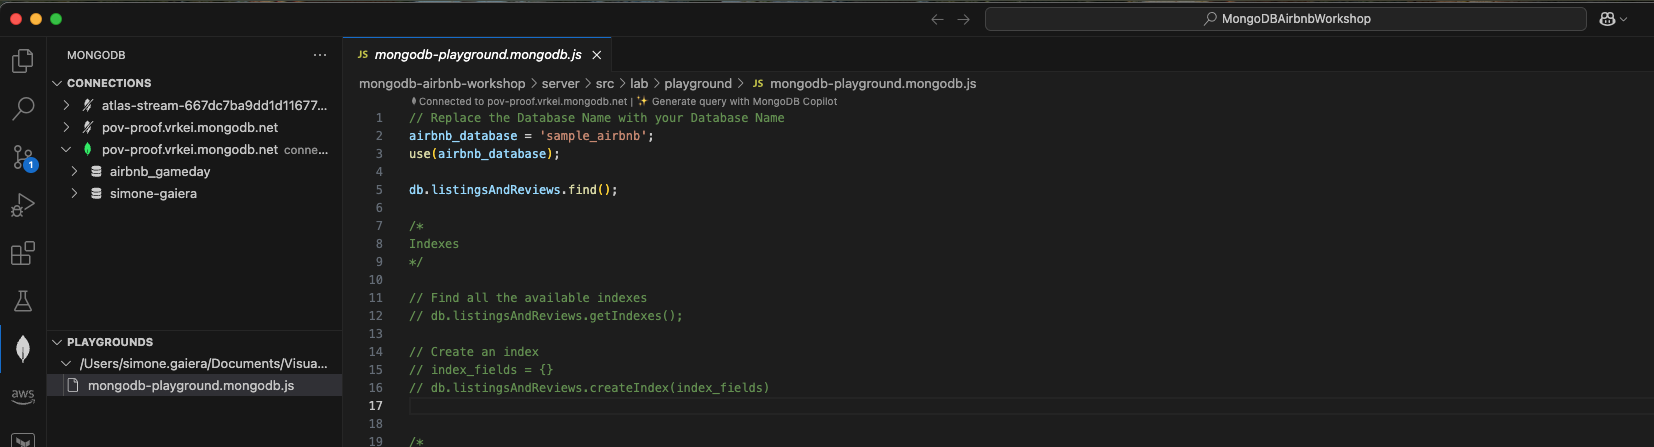 MongoDBAirbnbWorkshop
MONGODB
CONNECTIONS
atlas-stream-667dc7ba9dd1d11677...
pov-proof.vrkei.mongodb.net
pov-proof.vrkei.mongodb.net conne...
airbnb_gameday
simone-gaiera
1
aws
PLAYGROUNDS
/Users/simone.gaiera/Documents/Visua...
mongodb-playground.mongodb.js
JS mongodb-playground.mongodb.js
mongodb-airbnb-workshop > server > src > lab > playground > JS mongodb-playground.mongodb.js
Connected to pov-proof.vrkei.mongodb.net | ✨ Generate query with MongoDB Copilot
1 // Replace the Database Name with your Database Name
2 airbnb_database = 'sample_airbnb';
3 use(airbnb_database);
4
5 db.listingsAndReviews.find();
6
7 /*
8 Indexes
9 */
10
11 // Find all the available indexes
12 // db.listingsAndReviews.getIndexes();
13
14 // Create an index
15 // index_fields = {}
16 // db.listingsAndReviews.createIndex(index_fields)
17
18
19 /*